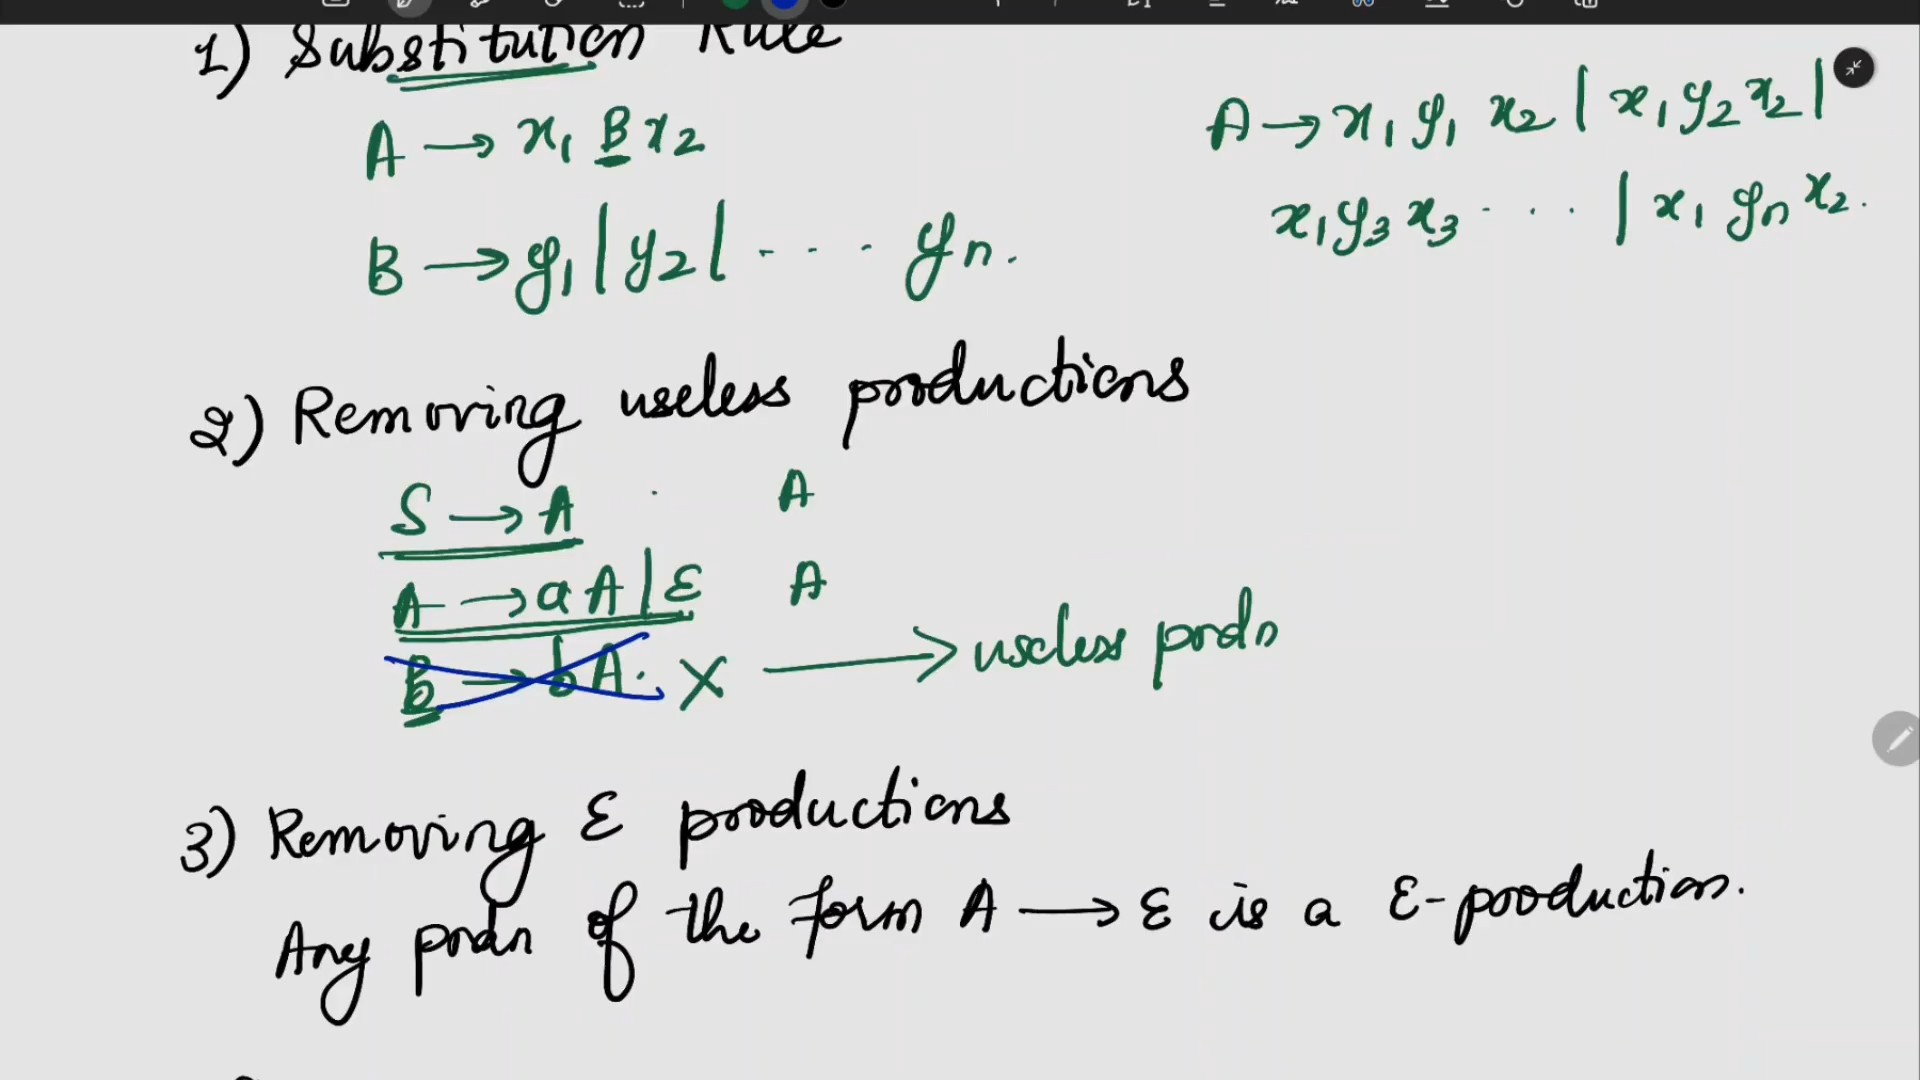 1) Substitution Rule
A → x₁ B x₂
B → y₁ | y₂ | - - - yₙ.
A → x₁ y₁ x₂ | x₁ y₂ x₂ |
x₁ y₃ x₃ - - - | x₁ yₙ x₂.
2) Removing useless productions
S → A A
A → aA | ε A
B → bA. X → useless prodn
3) Removing ε productions
Any prodn of the form A → ε is a ε-production.